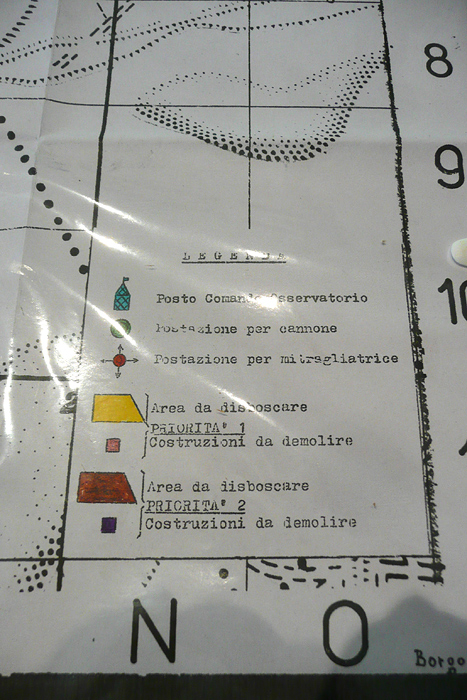 8
9
LEGENDA
10
Posto Comando Osservatorio
Postazione per cannone
Postazione per mitragliatrice
Area da disboscare
PRIORITA' 1
Costruzioni da demolire
Area da disboscare
PRIORITA' 2
Costruzioni da demolire
N O